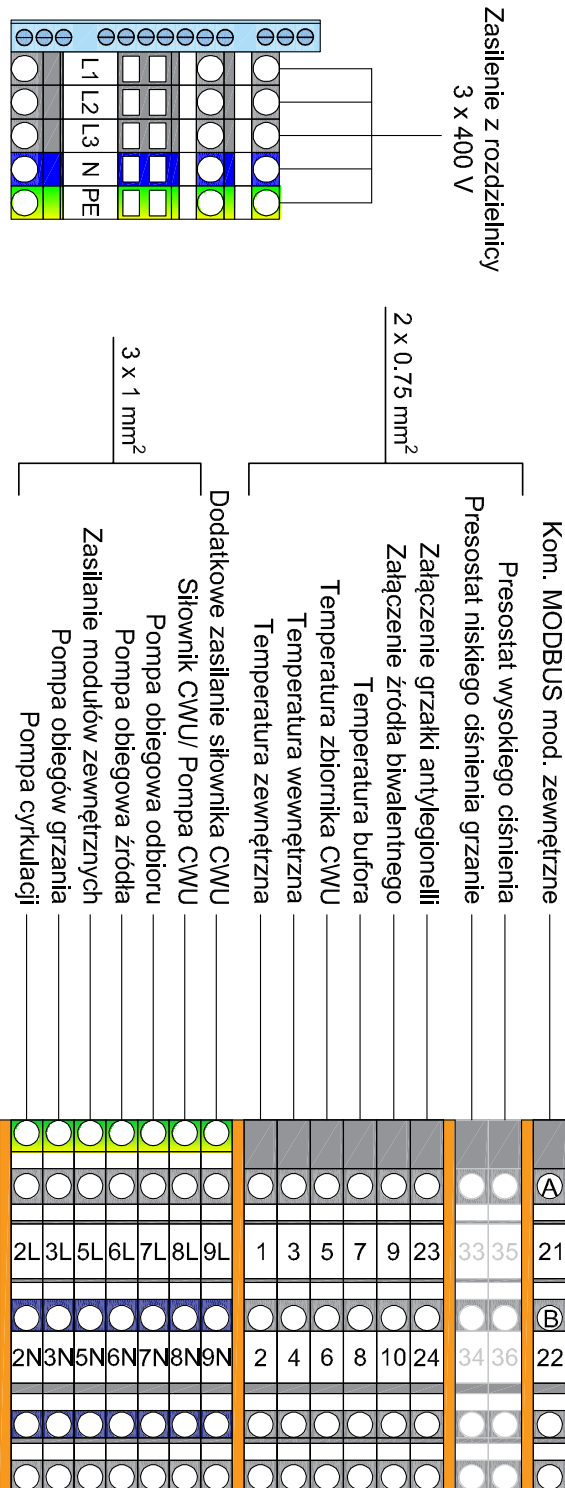 Zasilenie z rozdzielnicy
3 x 400 V
L1 L2 L3 N PE
2 x 0.75 mm²
3 x 1 mm²
Kom. MODBUS mod. zewnętrzne
Presostat wysokiego ciśnienia
Presostat niskiego ciśnienia grzanie
Załączenie grzałki antylegionelli
Załączenie źródła biwalentnego
Temperatura bufora
Temperatura zbiornika CWU
Temperatura wewnętrzna
Temperatura zewnętrzna
Dodatkowe zasilanie siłownika CWU
Siłownik CWU/ Pompa CWU
Pompa obiegowa odbioru
Pompa obiegowa źródła
Zasilanie modułów zewnętrznych
Pompa obiegów grzania
Pompa cyrkulacji
A
2L 3L 5L 6L 7L 8L 9L 1 3 5 7 9 23 33 35 21
B
2N 3N 5N 6N 7N 8N 9N 2 4 6 8 10 24 34 36 22